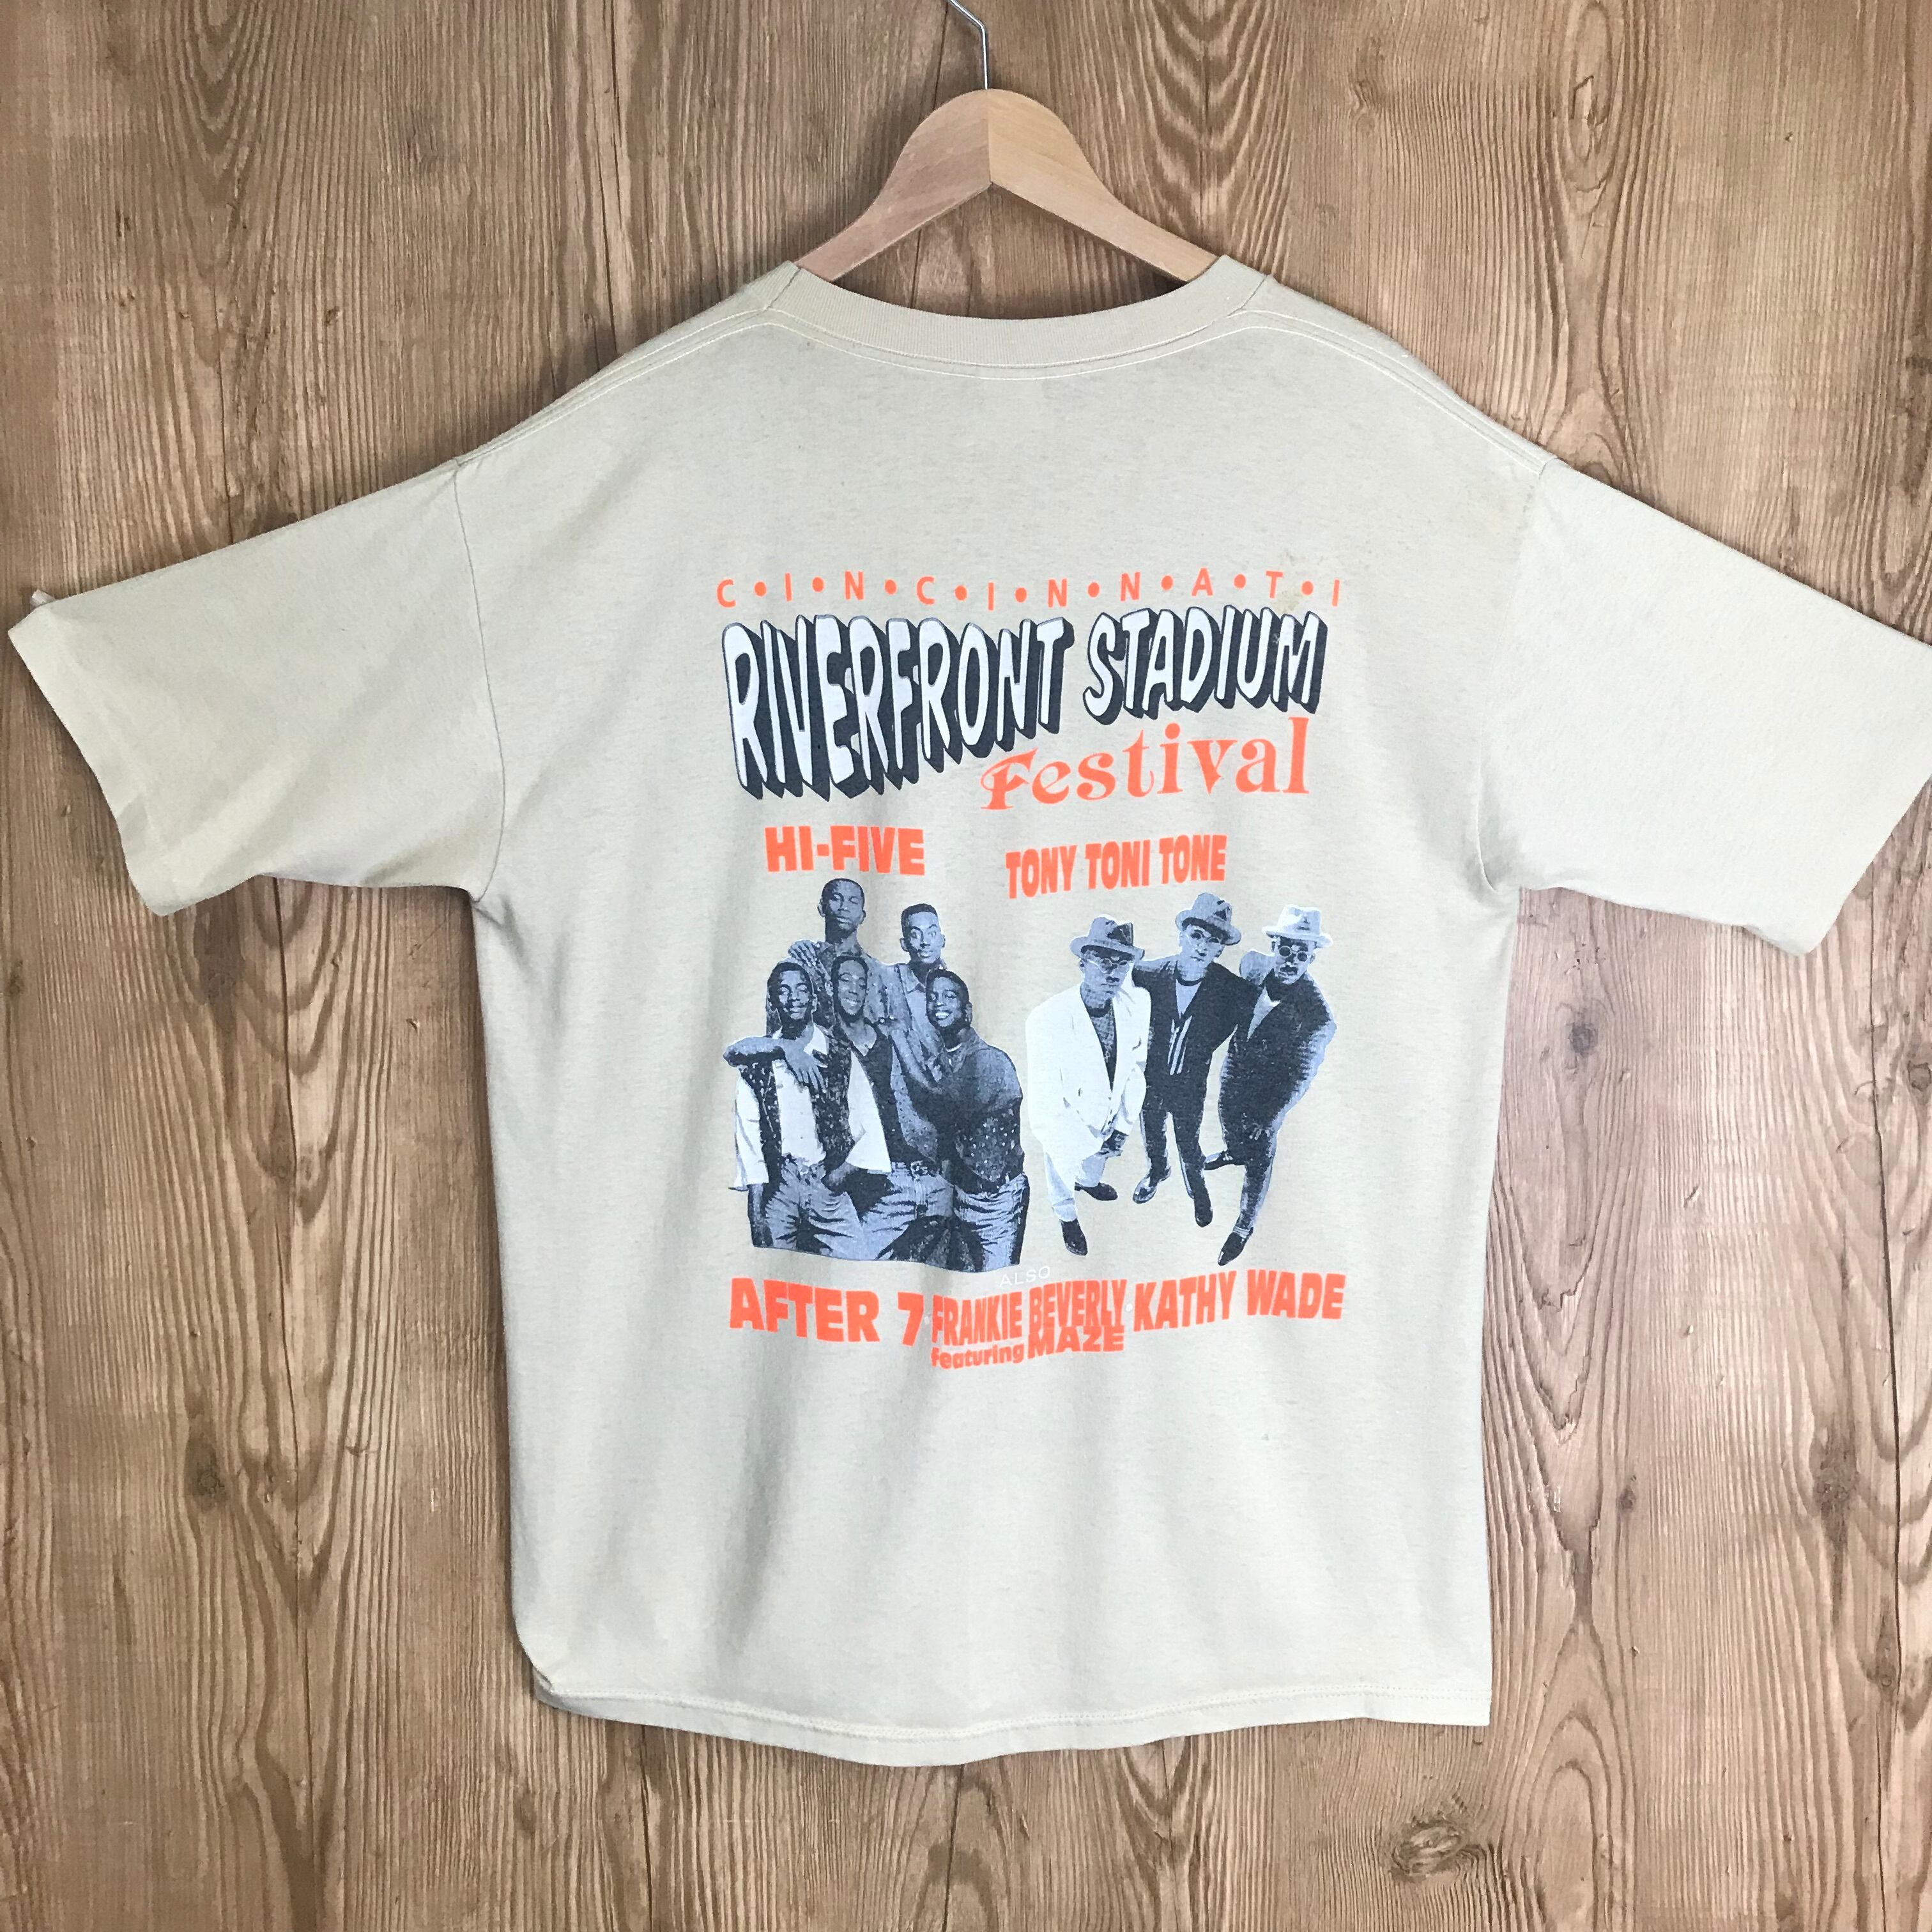 C•I•N•C•I•N•N•A•T•I
RIVERFRONT STADIUM
Festival
HI-FIVE
TONY TONI TONE
ALSO
AFTER 7 FRANKIE BEVERLY KATHY WADE
featuring MAZE